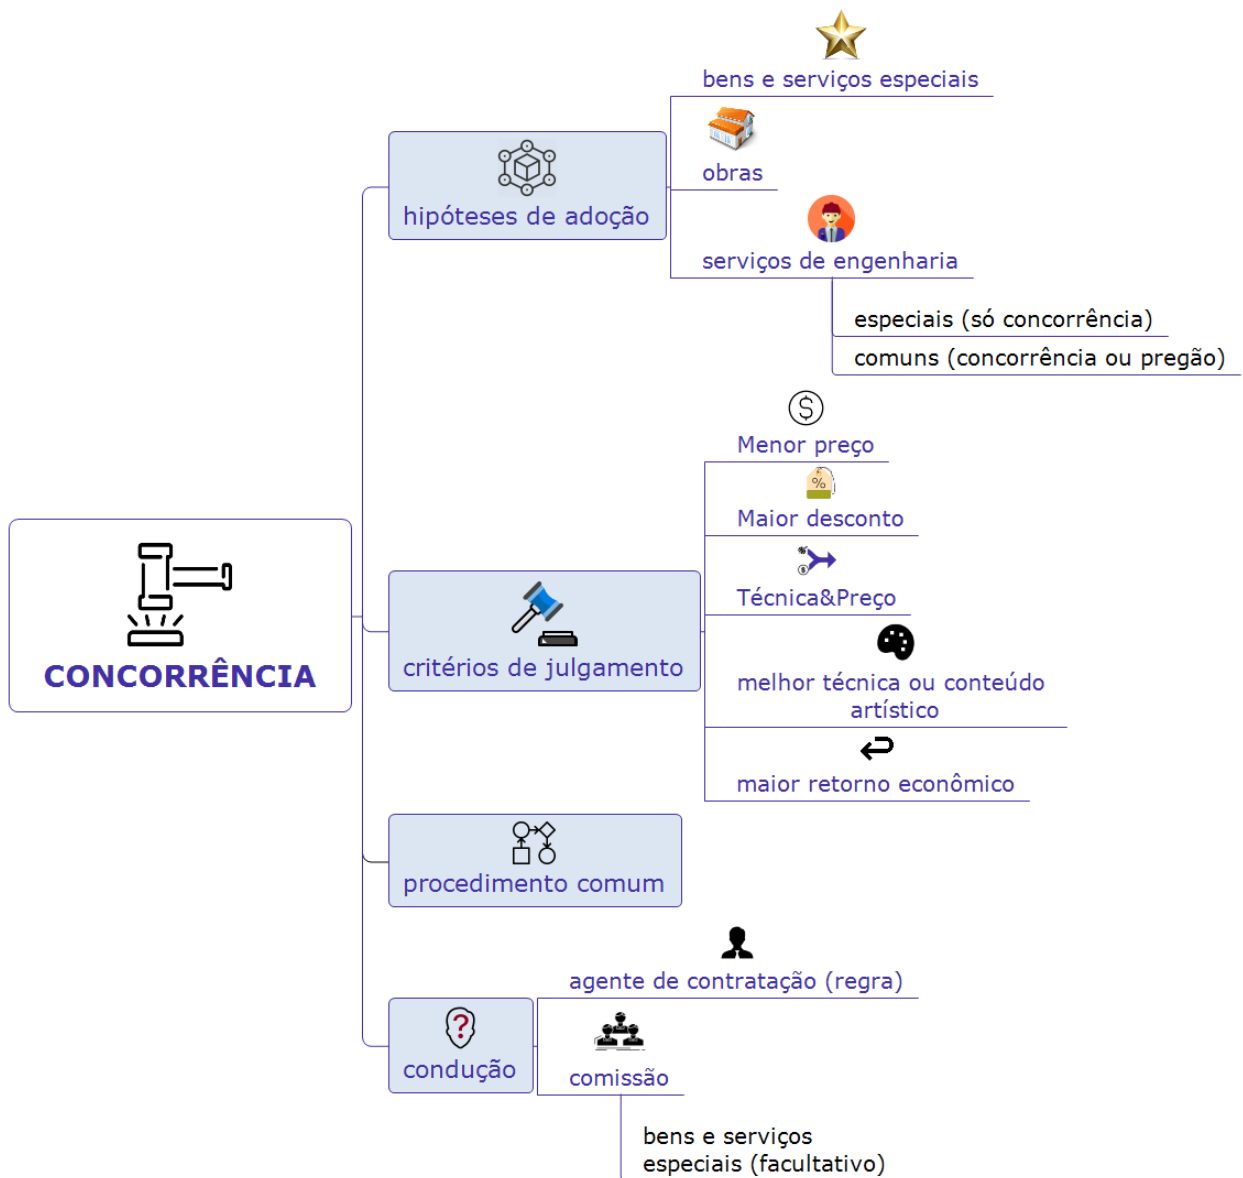 bens e serviços especiais
obras
hipóteses de adoção
serviços de engenharia
especiais (só concorrência)
comuns (concorrência ou pregão)
$
Menor preço
%
Maior desconto
$
Técnica&Preço
CONCORRÊNCIA
critérios de julgamento
melhor técnica ou conteúdo
artístico
maior retorno econômico
procedimento comum
agente de contratação (regra)
?
condução
comissão
bens e serviços
especiais (facultativo)